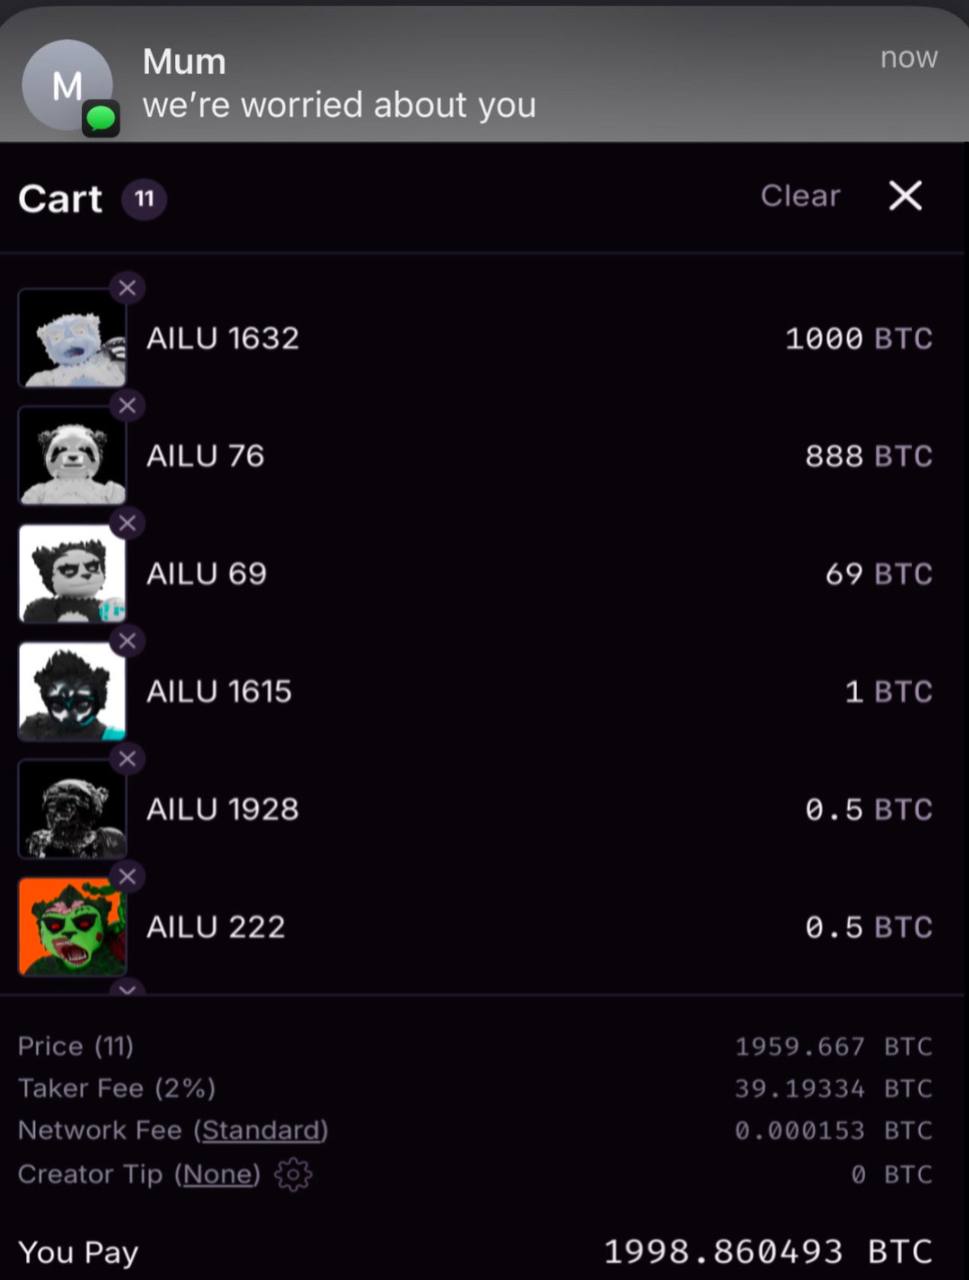 M
Mum
now
we're worried about you
Cart 11 Clear
AILU 1632 1000 BTC
AILU 76 888 BTC
AILU 69 69 BTC
AILU 1615 1 BTC
AILU 1928 0.5 BTC
AILU 222 0.5 BTC
Price (11) 1959.667 BTC
Taker Fee (2%) 39.19334 BTC
Network Fee (Standard) 0.000153 BTC
Creator Tip (None) 0 BTC
You Pay 1998.860493 BTC